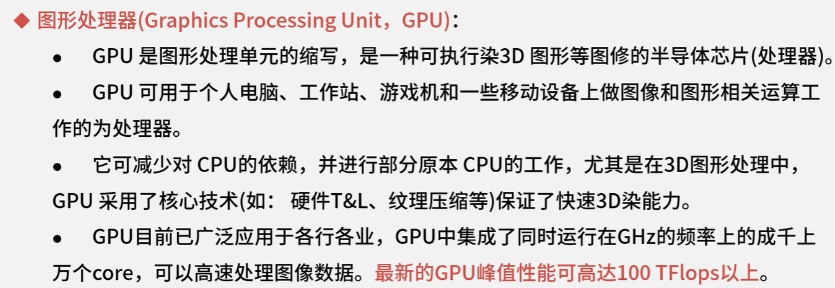 ◆ 图形处理器(Graphics Processing Unit，GPU)：
● GPU 是图形处理单元的缩写，是一种可执行染3D 图形等图修的半导体芯片(处理器)。
● GPU 可用于个人电脑、工作站、游戏机和一些移动设备上做图像和图形相关运算工
作的为处理器。
● 它可减少对 CPU的依赖，并进行部分原本 CPU的工作，尤其是在3D图形处理中，
GPU 采用了核心技术(如： 硬件T&L、纹理压缩等)保证了快速3D染能力。
● GPU目前已广泛应用于各行各业，GPU中集成了同时运行在GHz的频率上的成千上
万个core，可以高速处理图像数据。最新的GPU峰值性能可高达100 TFlops以上。